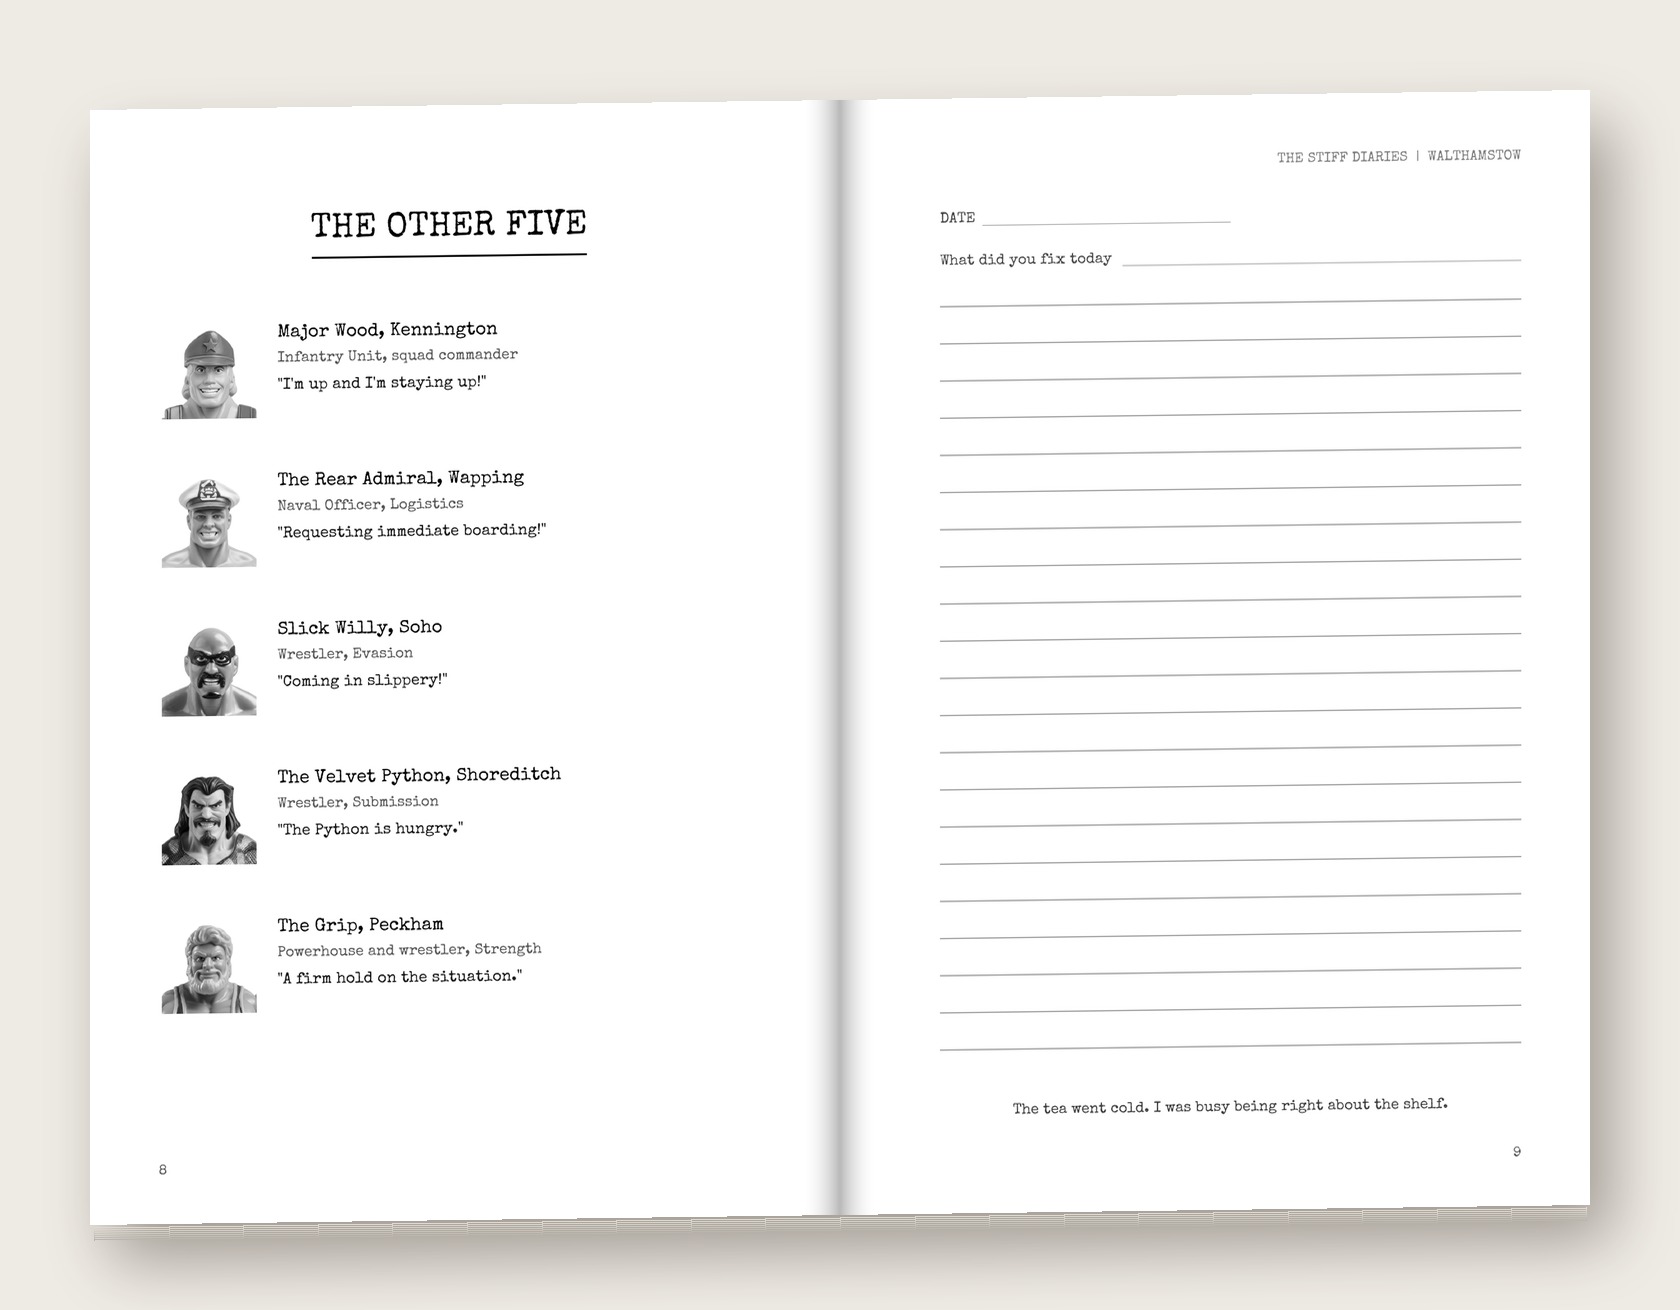 THE OTHER FIVE
Major Wood, Kennington
Infantry Unit, squad commander
"I'm up and I'm staying up!"
The Rear Admiral, Wapping
Naval Officer, Logistics
"Requesting immediate boarding!"
Slick Willy, Soho
Wrestler, Evasion
"Coming in slippery!"
The Velvet Python, Shoreditch
Wrestler, Submission
"The Python is hungry."
The Grip, Peckham
Powerhouse and wrestler, Strength
"A firm hold on the situation."
8
THE STIFF DIARIES | WALTHAMSTOW
DATE
What did you fix today
The tea went cold. I was busy being right about the shelf.
9